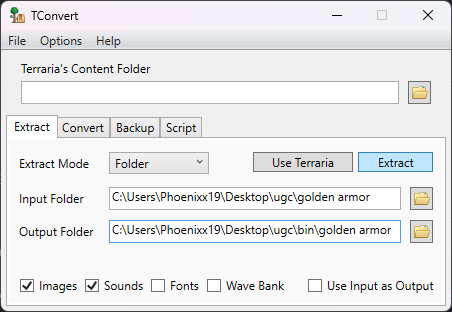 TConvert
File Options Help
Terraria's Content Folder
Extract Convert Backup Script
Extract Mode Folder Use Terraria Extract
Input Folder C:\Users\Phoenixx19\Desktop\ugc\golden armor
Output Folder C:\Users\Phoenixx19\Desktop\ugc\bin\golden armor
Images Sounds Fonts Wave Bank Use Input as Output